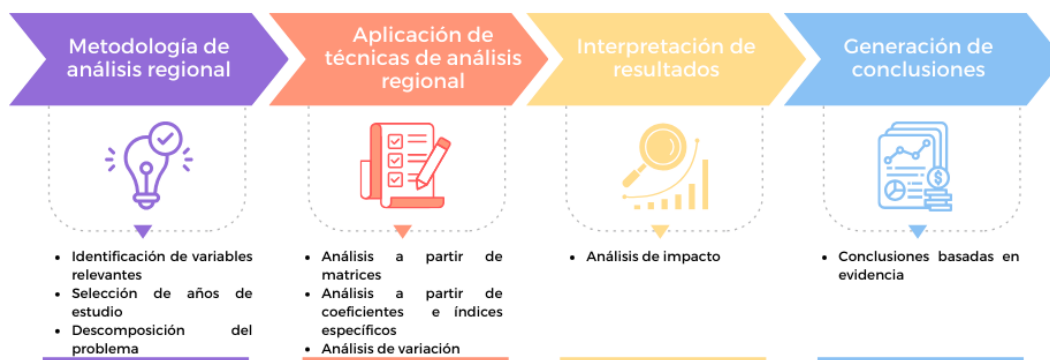 Metodología de
análisis regional
Aplicación de
técnicas de análisis
regional
Interpretación de
resultados
Generación de
conclusiones
• Identificación de variables
relevantes
• Selección de años de
estudio
• Descomposición del
problema
• Análisis a partir de
matrices
• Análisis a partir de
coeficientes e índices
específicos
• Análisis de variación
• Análisis de impacto
• Conclusiones basadas en
evidencia